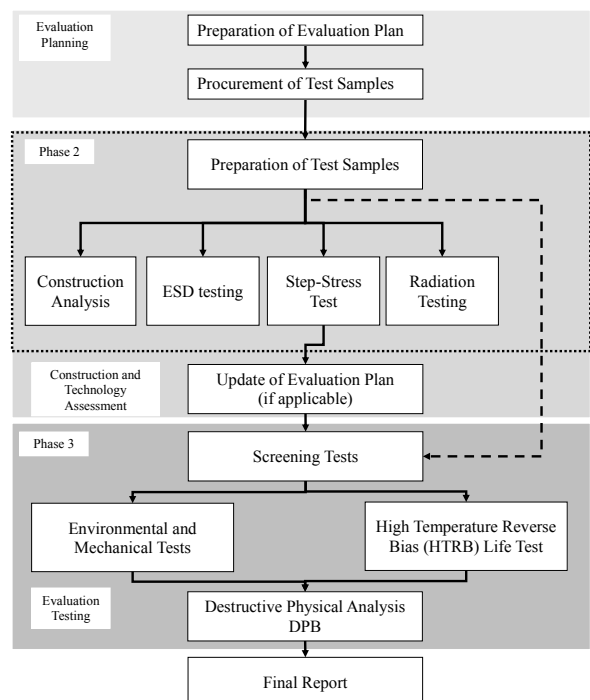 Evaluation
Planning
Preparation of Evaluation Plan
Procurement of Test Samples
Phase 2
Preparation of Test Samples
Construction
Analysis
ESD testing
Step-Stress
Test
Radiation
Testing
Construction and
Technology
Assessment
Update of Evaluation Plan
(if applicable)
Phase 3
Screening Tests
Environmental and
Mechanical Tests
High Temperature Reverse
Bias (HTRB) Life Test
Evaluation
Testing
Destructive Physical Analysis
DPB
Final Report